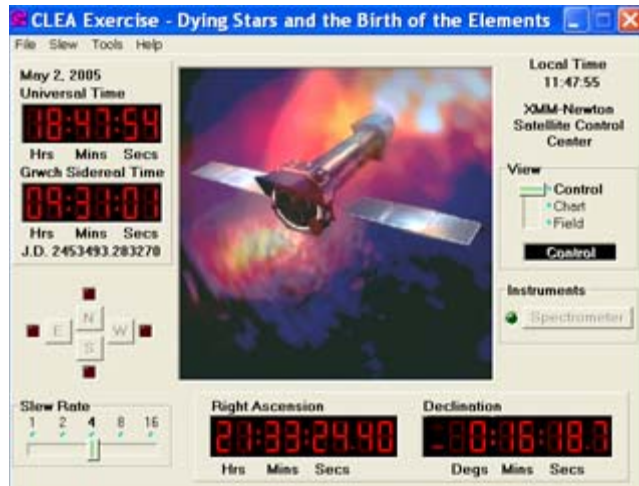 CLEA Exercise - Dying Stars and the Birth of the Elements
File Slew Tools Help
May 2, 2005
Universal Time
18:47:54
Hrs Mins Secs
Grwch Sidereal Time
09:31:01
Hrs Mins Secs
J.D. 2453493.283270
Local Time
11:47:55
XMM-Newton
Satellite Control
Center
View
Control
Chart
Field
Control
Instruments
Spectrometer
N
E W
S
Slew Rate
1 2 4 8 16
Right Ascension
21:33:24.40
Hrs Mins Secs
Declination
- 0:16:18.7
Degs Mins Secs